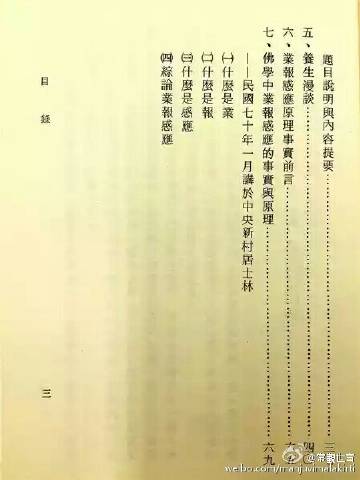 題目說明與內容提要……三
五、養生漫談……四
六、業報感應原理事實前言……六
七、佛學中業報感應的事實與原理……六九
——民國七十年一月講於中央新村居士林
㈠什麼是業
㈡什麼是報
㈢什麼是感應
㈣綜論業報感應
目錄
三
@常觀世言
weibo.com/manjuvimalakirti